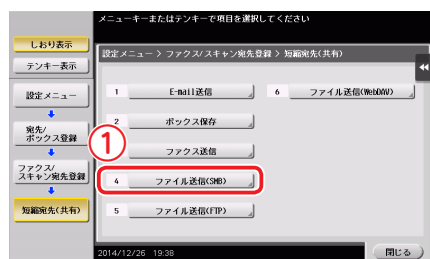 メニューキーまたはテンキーで項目を選択してください
しおり表示
テンキー表示
設定メニュー > ファクス/スキャン宛先登録 > 短縮宛先(共有)
設定メニュー
宛先/
ボックス登録
ファクス/
スキャン宛先登録
短縮宛先(共有)
1 E-mail送信
6 ファイル送信(WebDAV)
2 ボックス保存
①
ファクス送信
4 ファイル送信(SMB)
5 ファイル送信(FTP)
2014/12/26 19:38
閉じる